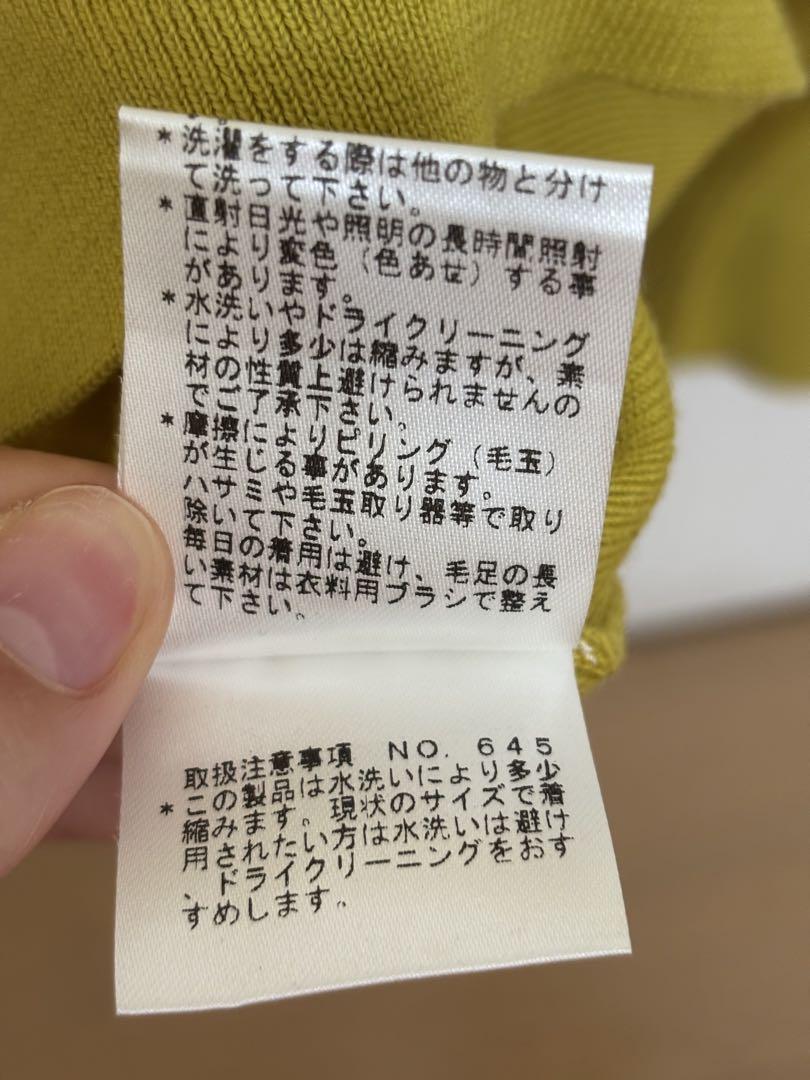 *洗濯をする際は他の物と分け
て洗って下さい。
*直射日光や照明の長時間照射
により変色（色あせ）する事
があります。
*水洗いやドライクリーニング
により多少は縮みますが、素
材の性質上避けられませんの
でご了承下さい。
*摩擦によりピリング（毛玉）
が生じる事があります。
ハサミや毛玉取り器等で取り
除いて下さい。
毎日の着用は避け、毛足の長
い素材は衣料用ブラシで整え
て下さい。
取扱注意事項 NO. 645
*この製品は水洗いにより多少
縮みます。現状のサイズで着
用されたい方は水洗いは避け
、ドライクリーニングをおす
すめします。